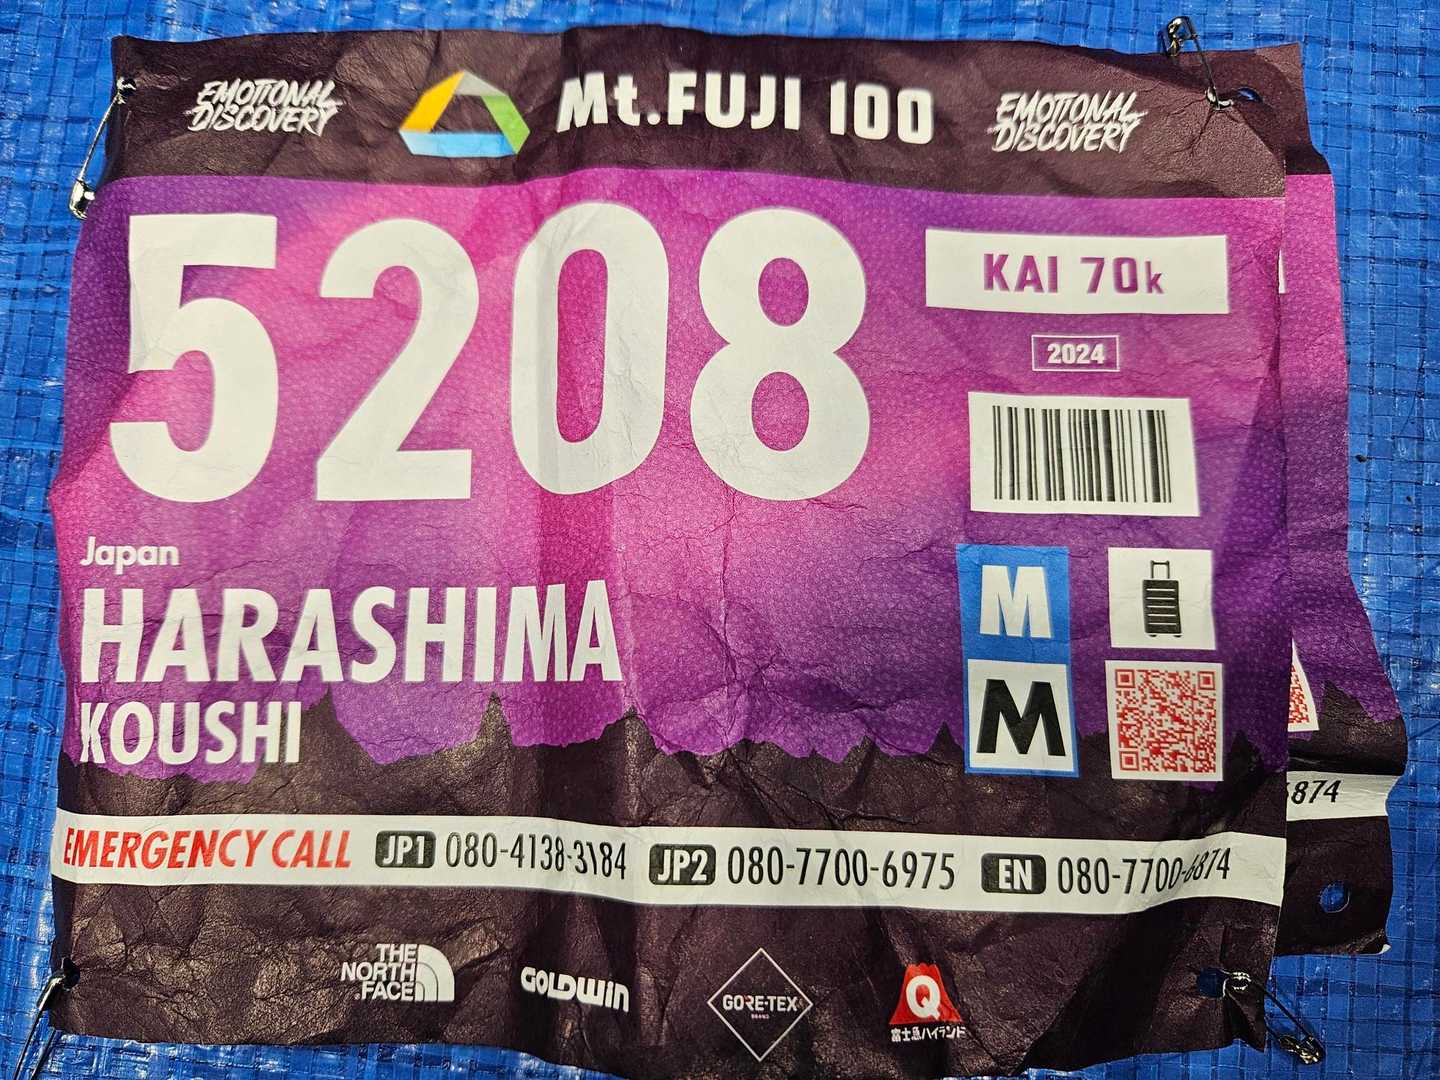 EMOTIONAL
DISCOVERY
Mt.FUJI 100
EMOTIONAL
DISCOVERY
5208
KAI 70k
2024
Japan
HARASHIMA
KOUSHI
M
M
EMERGENCY CALL JP1 080-4138-3184 JP2 080-7700-6975 EN 080-7700-6874
6874
THE
NORTH
FACE
GOLDWIN
GORE-TEX
BRAND
Q
富士急ハイランド